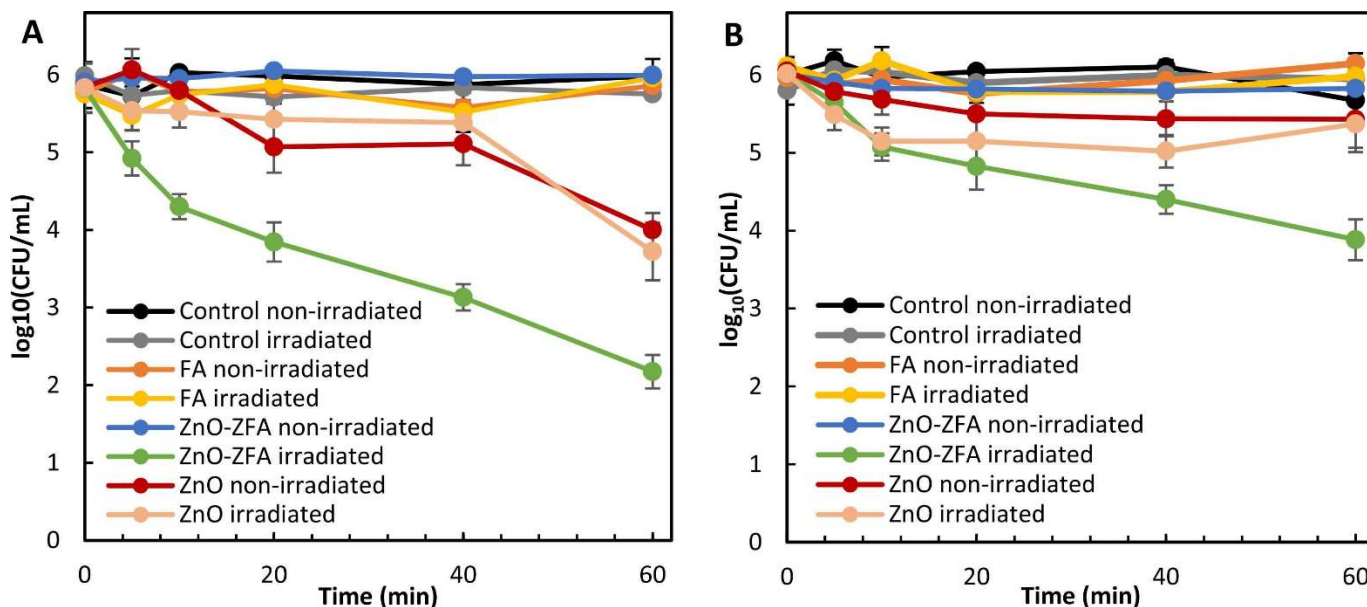 A
log10(CFU/mL)
6
5
4
3
2
1
0
Control non-irradiated
Control irradiated
FA non-irradiated
FA irradiated
ZnO-ZFA non-irradiated
ZnO-ZFA irradiated
ZnO non-irradiated
ZnO irradiated
0 20 40 60
Time (min)
B
log₁₀(CFU/mL)
6
5
4
3
2
1
0
Control non-irradiated
Control irradiated
FA non-irradiated
FA irradiated
ZnO-ZFA non-irradiated
ZnO-ZFA irradiated
ZnO non-irradiated
ZnO irradiated
0 20 40 60
Time (min)